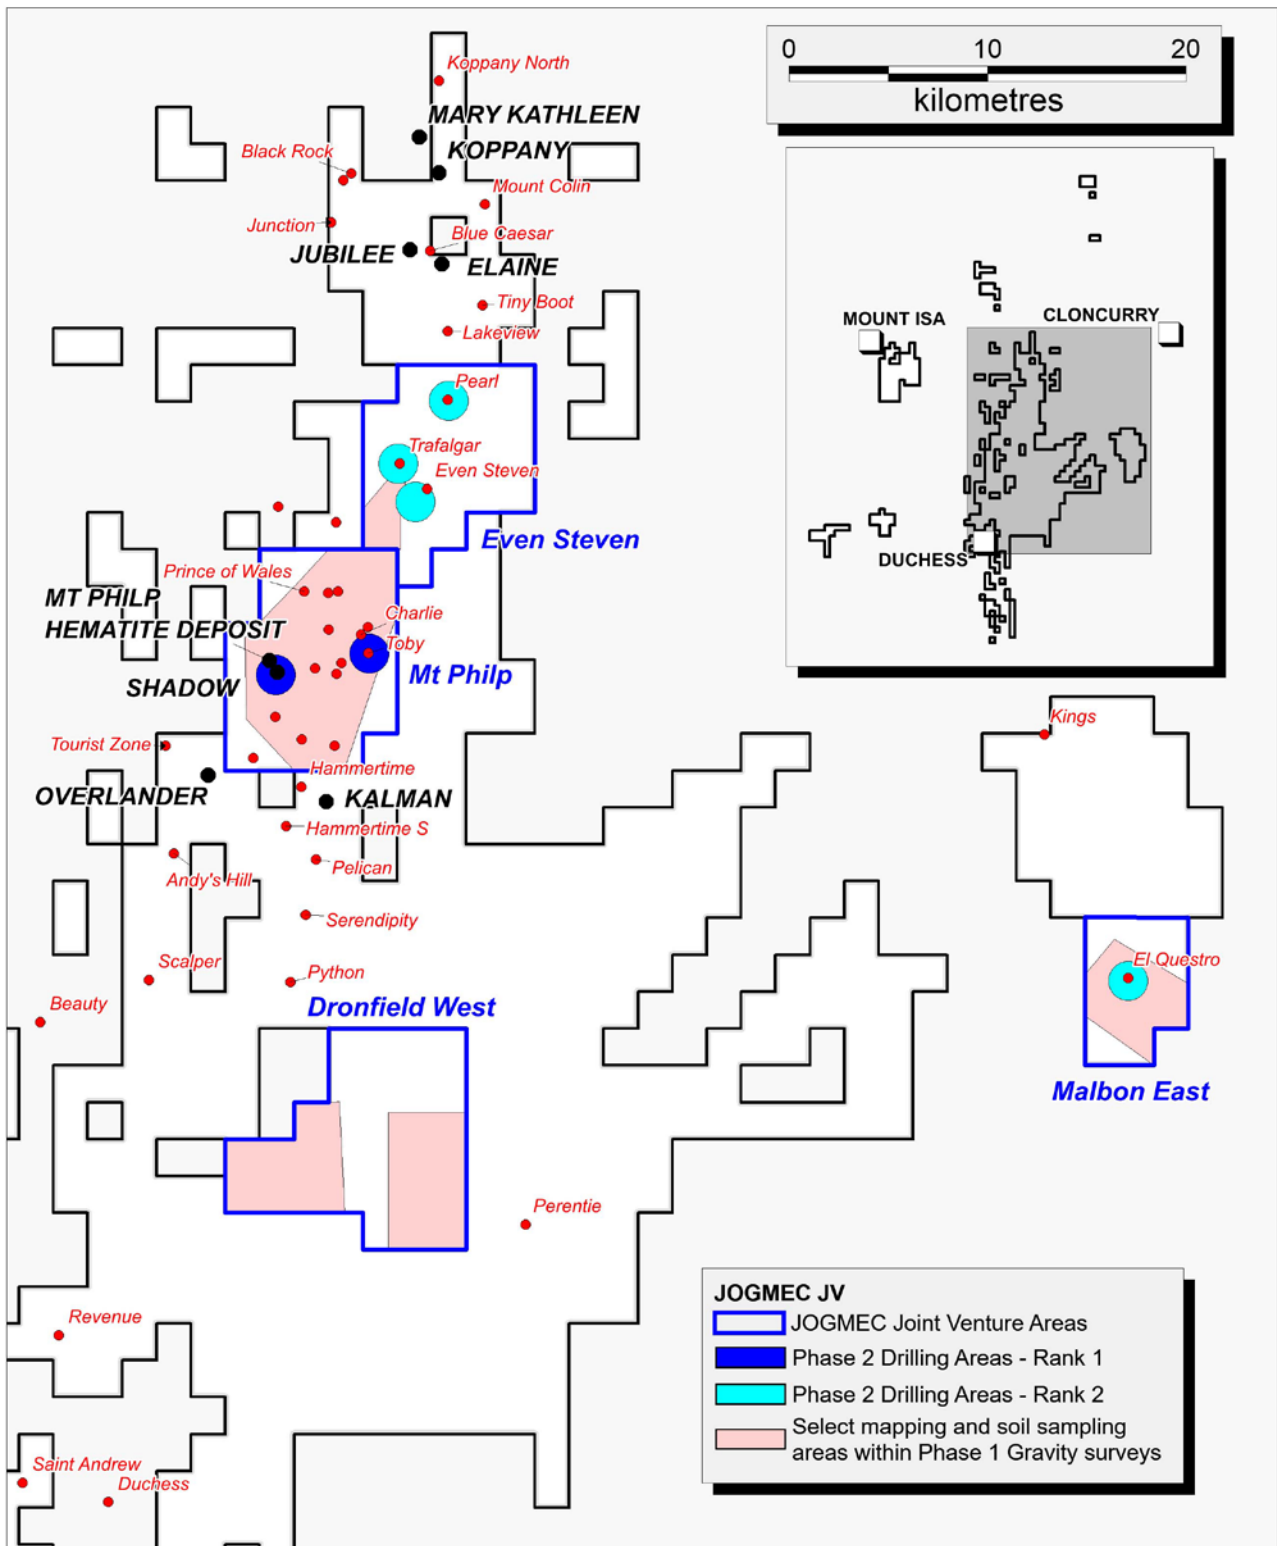 0 10 20
kilometres
Koppany North
MARY KATHLEEN
KOPPANY
Black Rock
Mount Colin
Junction
Blue Caesar
JUBILEE
ELAINE
Tiny Boot
Lakeview
MOUNT ISA
CLONCURRY
DUCHESS
Pearl
Trafalgar
Even Steven
Even Steven
Prince of Wales
MT PHILP
HEMATITE DEPOSIT
Charlie
Toby
Mt Philp
SHADOW
Tourist Zone
Kings
Hammertime
OVERLANDER
KALMAN
Hammertime S
Pelican
Andy's Hill
Serendipity
Scalper
Python
El Questro
Beauty
Dronfield West
Malbon East
Perentie
Revenue
Saint Andrew
Duchess
JOGMEC JV
JOGMEC Joint Venture Areas
Phase 2 Drilling Areas - Rank 1
Phase 2 Drilling Areas - Rank 2
Select mapping and soil sampling
areas within Phase 1 Gravity surveys